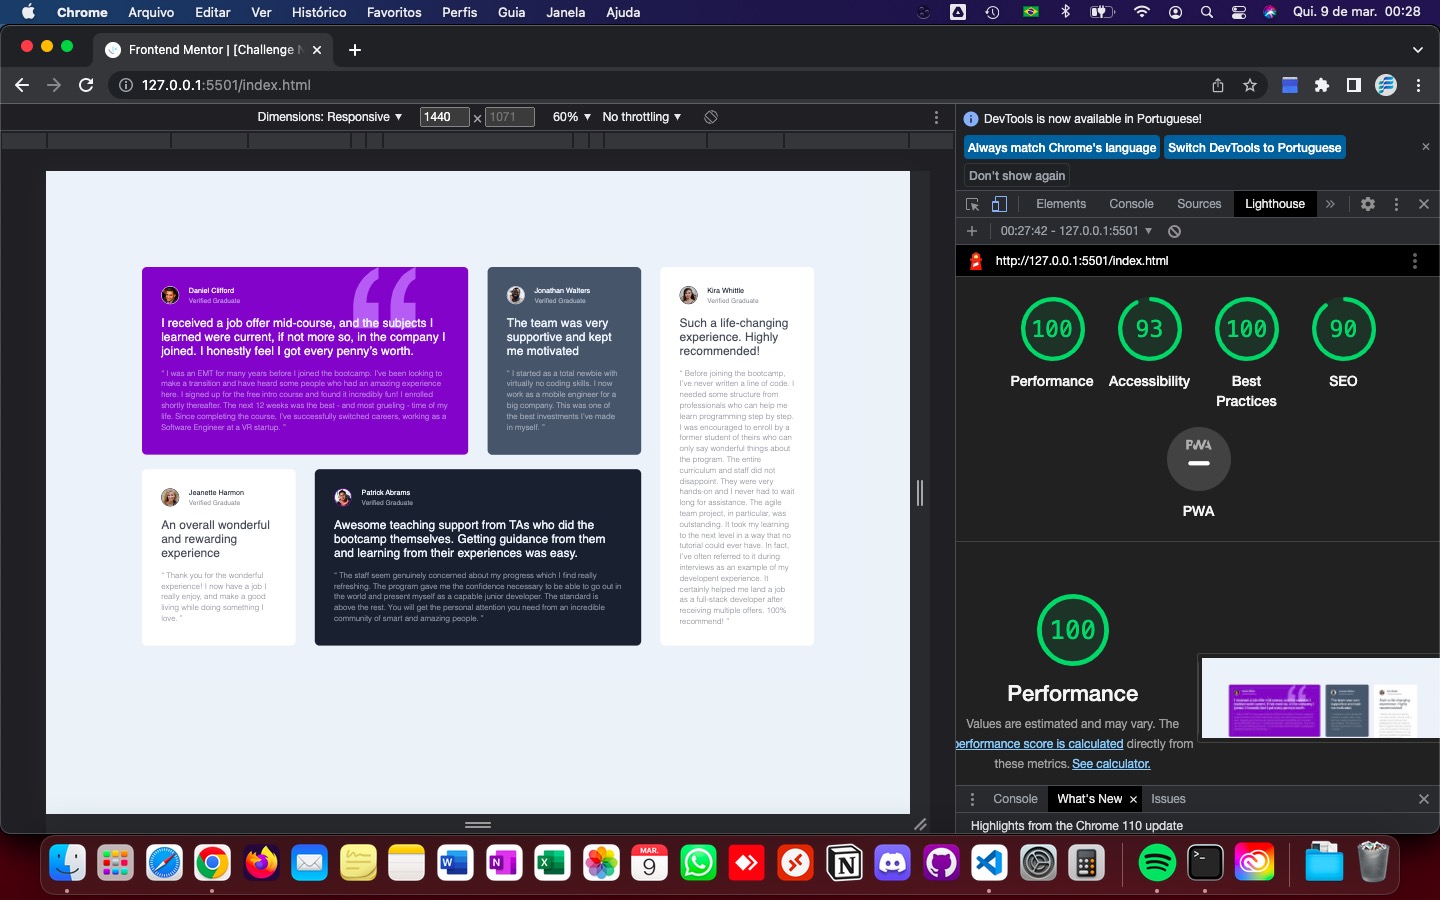 Chrome Arquivo Editar Ver Histórico Favoritos Perfis Guia Janela Ajuda Qui. 9 de mar. 00:28
Frontend Mentor | [Challenge N
127.0.0.1:5501/index.html
Dimensions: Responsive 1440 x 1071 60% No throttling
DevTools is now available in Portuguese!
Always match Chrome's language Switch DevTools to Portuguese
Don't show again
Elements Console Sources Lighthouse
00:27:42 - 127.0.0.1:5501
http://127.0.0.1:5501/index.html
Daniel Clifford
Verified Graduate
I received a job offer mid-course, and the subjects I
learned were current, if not more so, in the company I
joined. I honestly feel I got every penny's worth.
“ I was an EMT for many years before I joined the bootcamp. I've been looking to
make a transition and have heard some people who had an amazing experience
here. I signed up for the free intro course and found it incredibly fun! I enrolled
shortly thereafter. The next 12 weeks was the best - and most grueling - time of my
life. Since completing the course, I've successfully switched careers, working as a
Software Engineer at a VR startup. ”
Jonathan Walters
Verified Graduate
The team was very
supportive and kept
me motivated
“ I started as a total newbie with
virtually no coding skills. I now
work as a mobile engineer for a
big company. This was one of
the best investments I've made
in myself. ”
Kira Whittle
Verified Graduate
Such a life-changing
experience. Highly
recommended!
“ Before joining the bootcamp,
I've never written a line of code. I
needed some structure from
professionals who can help me
learn programming step by step.
I was encouraged to enroll by a
former student of theirs who can
only say wonderful things about
the program. The entire
curriculum and staff did not
disappoint. They were very
hands-on and I never had to wait
long for assistance. The agile
team project, in particular, was
outstanding. It took my learning
to the next level in a way that no
tutorial could ever have. In fact,
I've often referred to it during
interviews as an example of my
developent experience. It
certainly helped me land a job
as a full-stack developer after
receiving multiple offers. 100%
recommend! ”
Jeanette Harmon
Verified Graduate
An overall wonderful
and rewarding
experience
“ Thank you for the wonderful
experience! I now have a job I
really enjoy, and make a good
living while doing something I
love. ”
Patrick Abrams
Verified Graduate
Awesome teaching support from TAs who did the
bootcamp themselves. Getting guidance from them
and learning from their experiences was easy.
“ The staff seem genuinely concerned about my progress which I find really
refreshing. The program gave me the confidence necessary to be able to go out in
the world and present myself as a capable junior developer. The standard is
above the rest. You will get the personal attention you need from an incredible
community of smart and amazing people. ”
100 93 100 90
Performance Accessibility Best Practices SEO
PWA
PWA
100
Performance
Values are estimated and may vary. The
performance score is calculated directly from
these metrics. See calculator.
Console What's New Issues
Highlights from the Chrome 110 update
MAR.
9